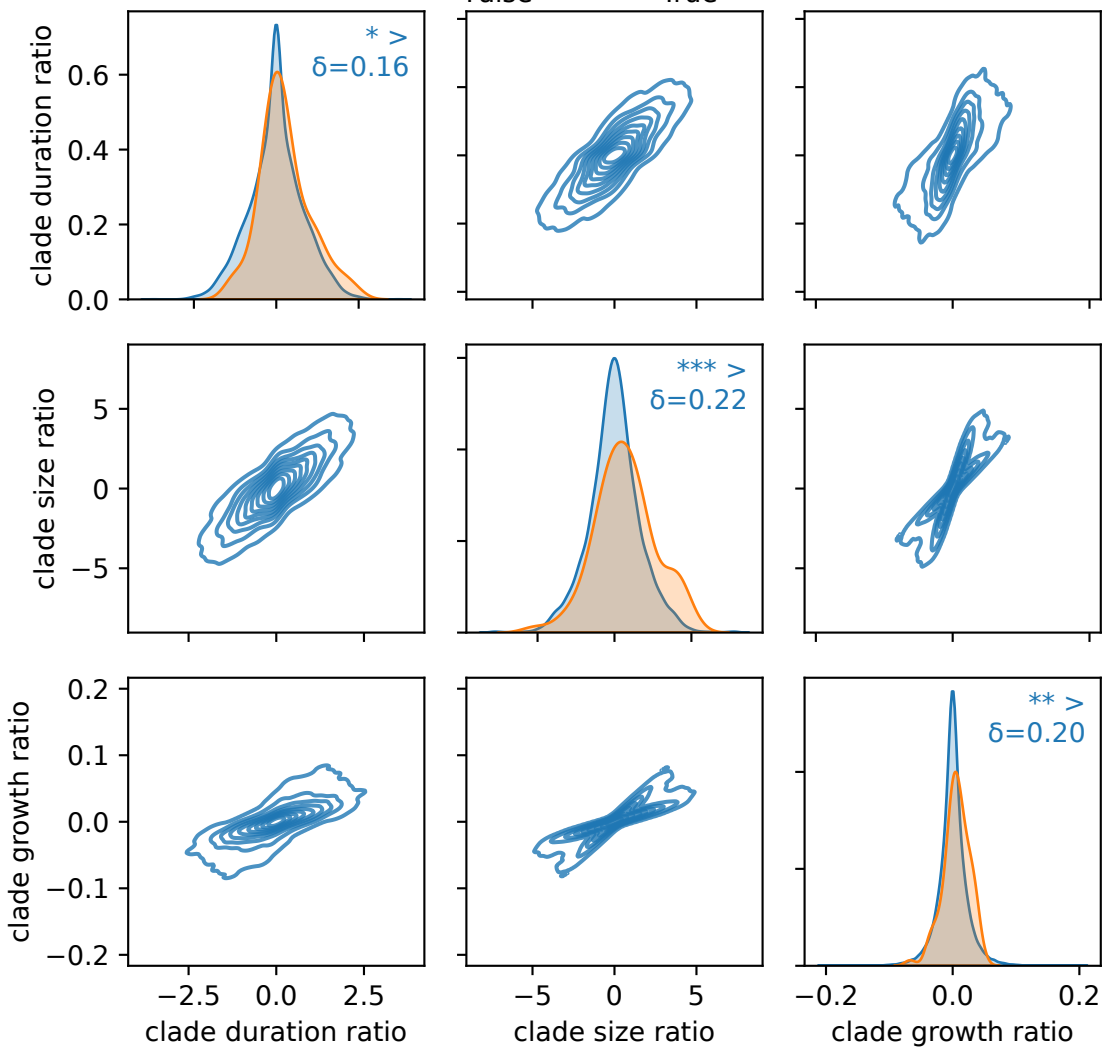 True
clade duration ratio
0.6
0.4
0.2
0.0
* >
δ=0.16
clade size ratio
5
0
−5
*** >
δ=0.22
clade growth ratio
0.2
0.1
0.0
−0.1
−0.2
** >
δ=0.20
−2.5 0.0 2.5
−5 0 5
−0.2 0.0 0.2
clade duration ratio
clade size ratio
clade growth ratio